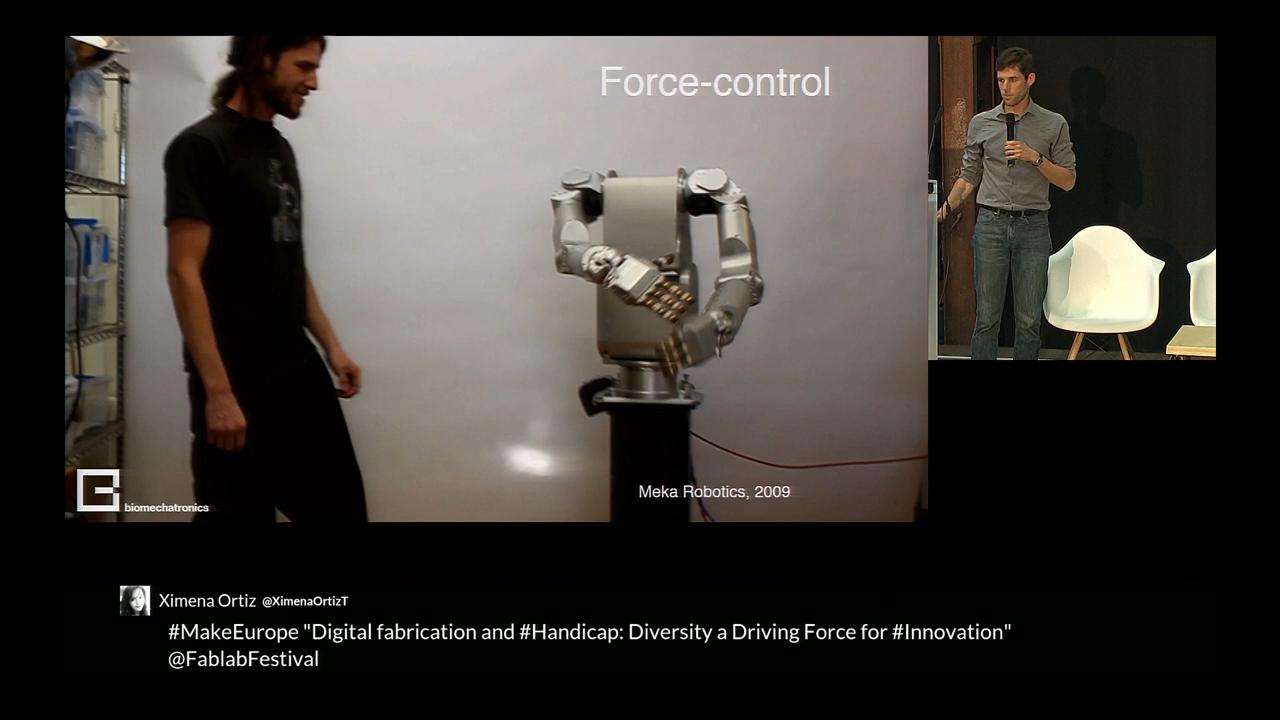 Force-control
Meka Robotics, 2009
biomechatronics
Ximena Ortiz @XimenaOrtizT
#MakeEurope "Digital fabrication and #Handicap: Diversity a Driving Force for #Innovation"
@FablabFestival